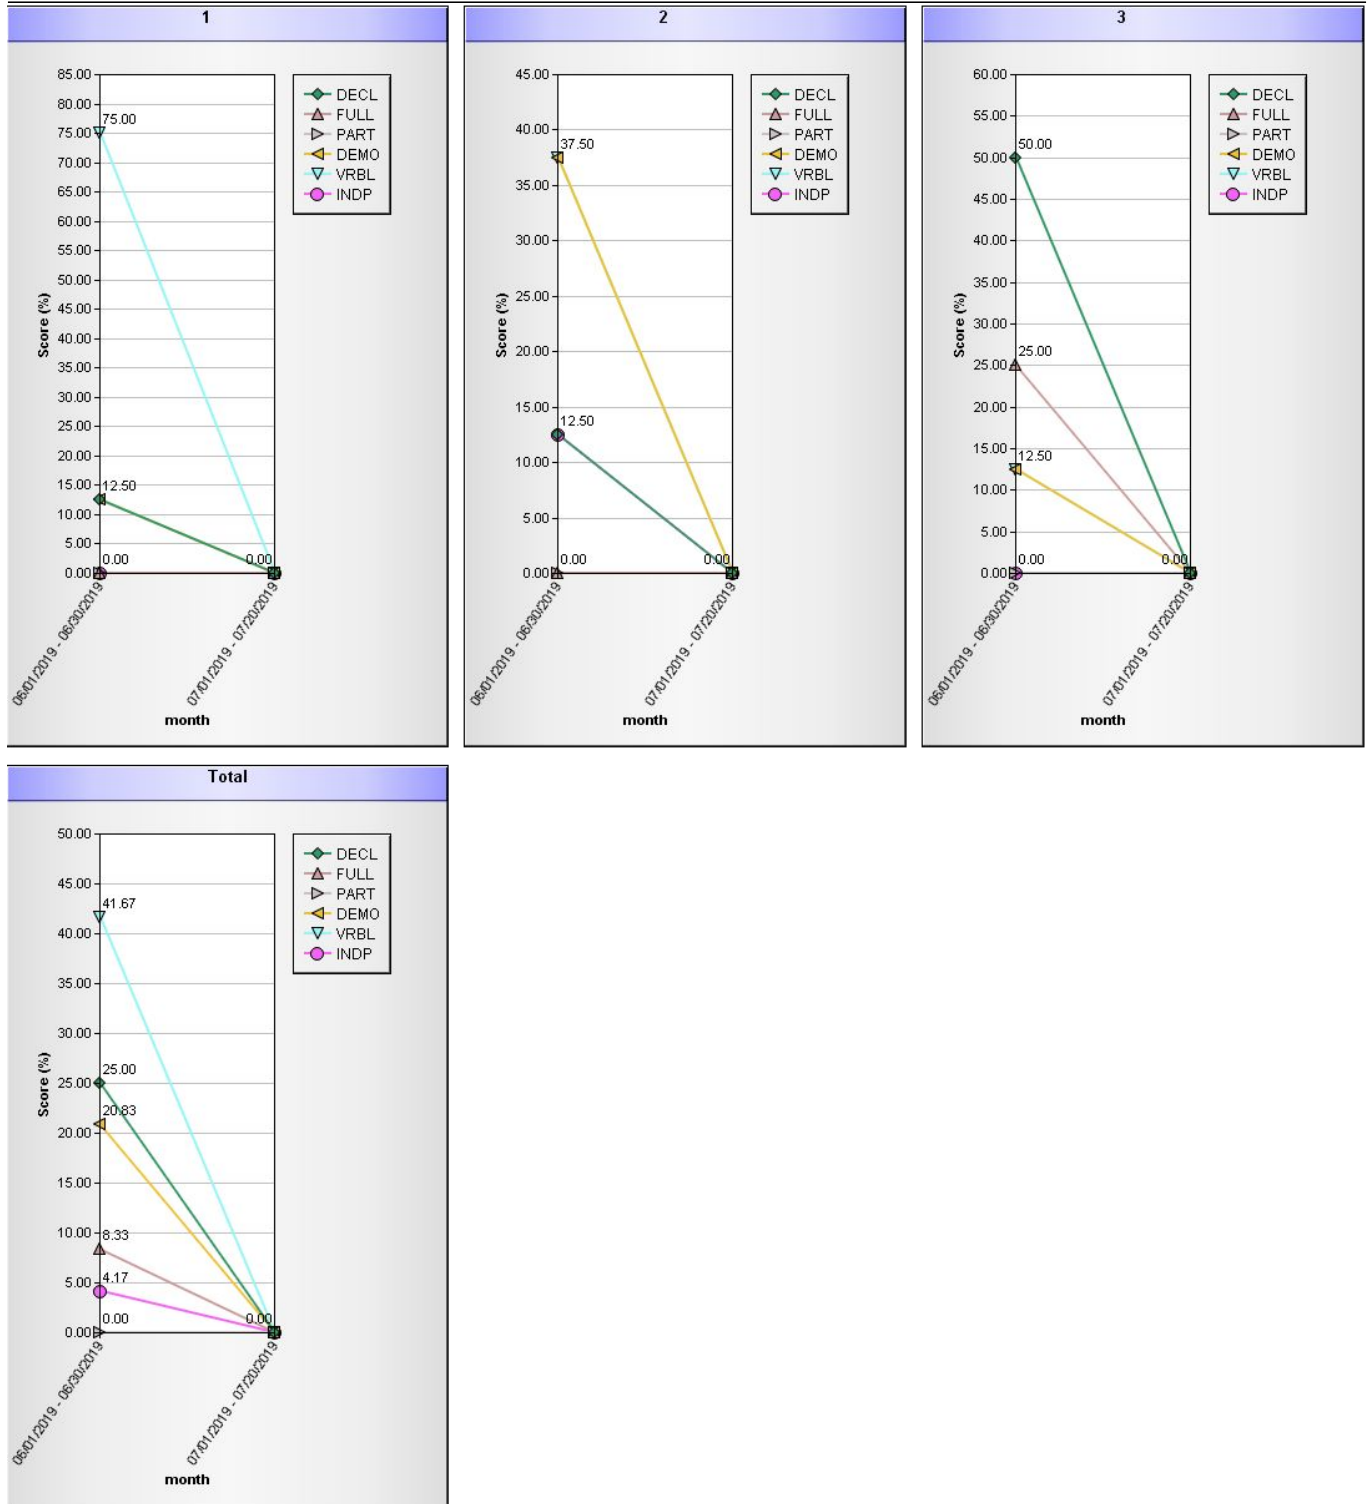 1
85.00
80.00
75.00
70.00
65.00
60.00
55.00
50.00
45.00
40.00
35.00
30.00
25.00
20.00
15.00
10.00
5.00
0.00
Score (%)
75.00
12.50
0.00
0.00
06/01/2019 - 06/30/2019
07/01/2019 - 07/20/2019
month
DECL
FULL
PART
DEMO
VRBL
INDP
2
45.00
40.00
35.00
30.00
25.00
20.00
15.00
10.00
5.00
0.00
Score (%)
37.50
12.50
0.00
0.00
06/01/2019 - 06/30/2019
07/01/2019 - 07/20/2019
month
DECL
FULL
PART
DEMO
VRBL
INDP
3
60.00
55.00
50.00
45.00
40.00
35.00
30.00
25.00
20.00
15.00
10.00
5.00
0.00
Score (%)
50.00
25.00
12.50
0.00
0.00
06/01/2019 - 06/30/2019
07/01/2019 - 07/20/2019
month
DECL
FULL
PART
DEMO
VRBL
INDP
Total
50.00
45.00
40.00
35.00
30.00
25.00
20.00
15.00
10.00
5.00
0.00
Score (%)
41.67
25.00
20.83
8.33
4.17
0.00
0.00
06/01/2019 - 06/30/2019
07/01/2019 - 07/20/2019
month
DECL
FULL
PART
DEMO
VRBL
INDP